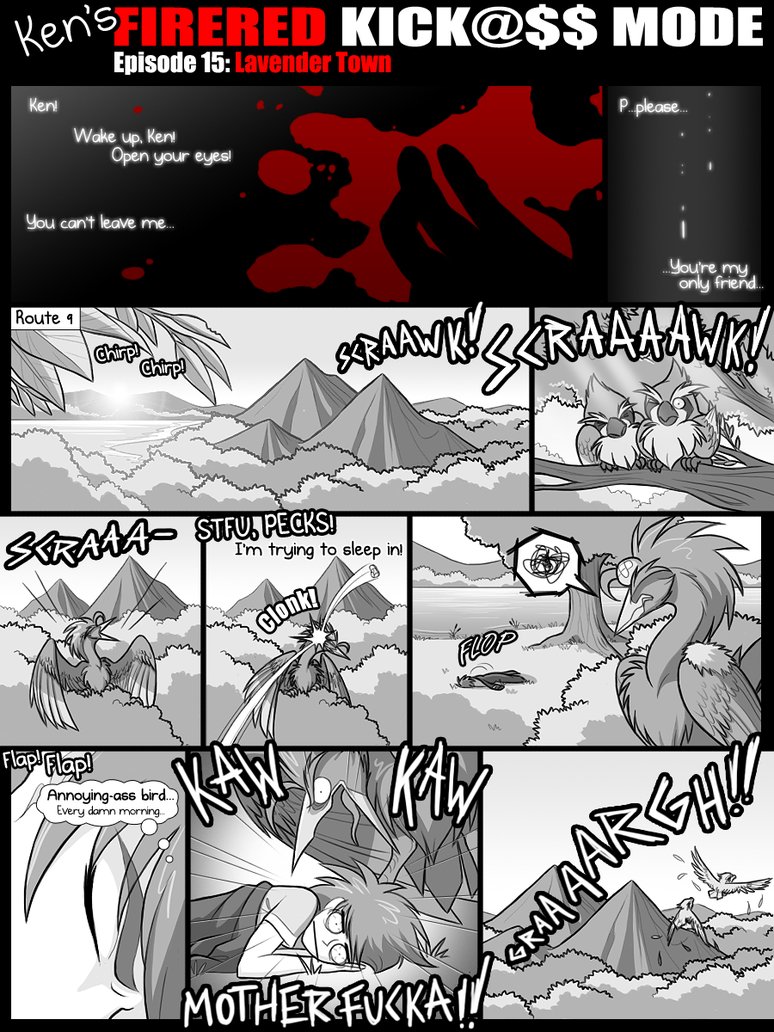 Ken's FIRERED KICK@$$ MODE
Episode 15: Lavender Town
Ken!
Wake up, Ken!
Open your eyes!
You can't leave me...
P...please...
...You're my
only friend...
Route 9
Chirp!
Chirp!
SCRAAWK!
SCRAAAAAWK!
SCRAAA-
STFU, PECKS!
I'm trying to sleep in!
Clonk!
FLOP
Flap!
Flap!
Annoying-ass bird...
Every damn morning...
KAW
KAW
MOTHERFUCKA!!
GRAAAAARGH!!